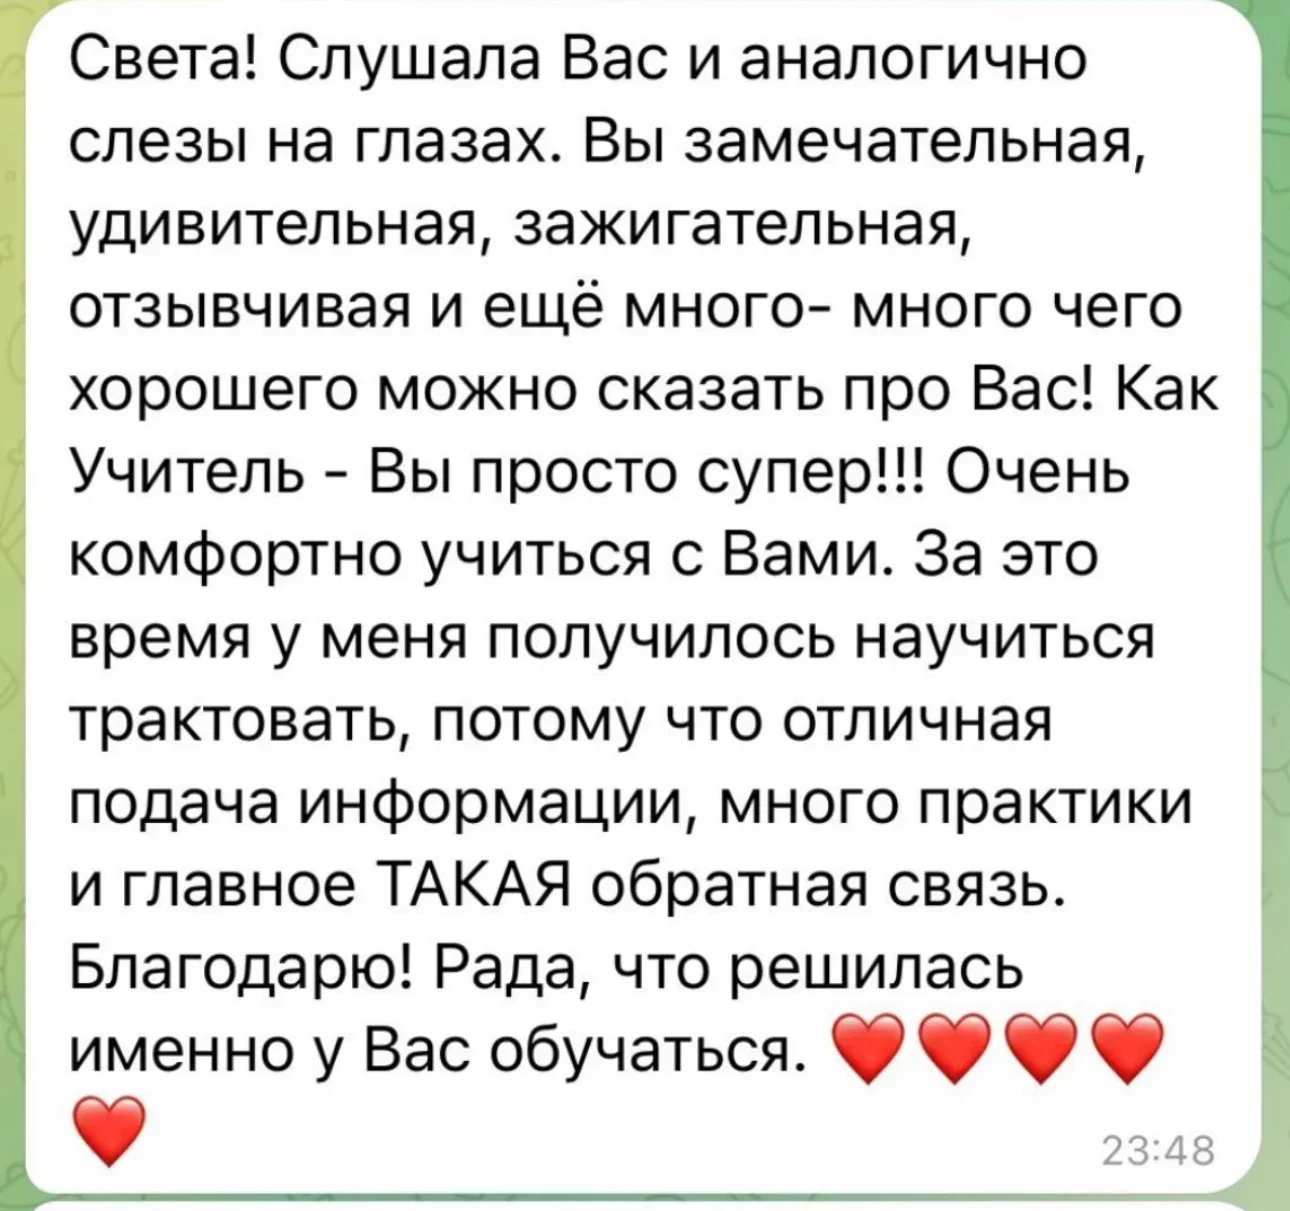 Света! Слушала Вас и аналогично
слезы на глазах. Вы замечательная,
удивительная, зажигательная,
отзывчивая и ещё много- много чего
хорошего можно сказать про Вас! Как
Учитель - Вы просто супер!!! Очень
комфортно учиться с Вами. За это
время у меня получилось научиться
трактовать, потому что отличная
подача информации, много практики
и главное ТАКАЯ обратная связь.
Благодарю! Рада, что решилась
именно у Вас обучаться. ❤️❤️❤️❤️
❤️
23:48